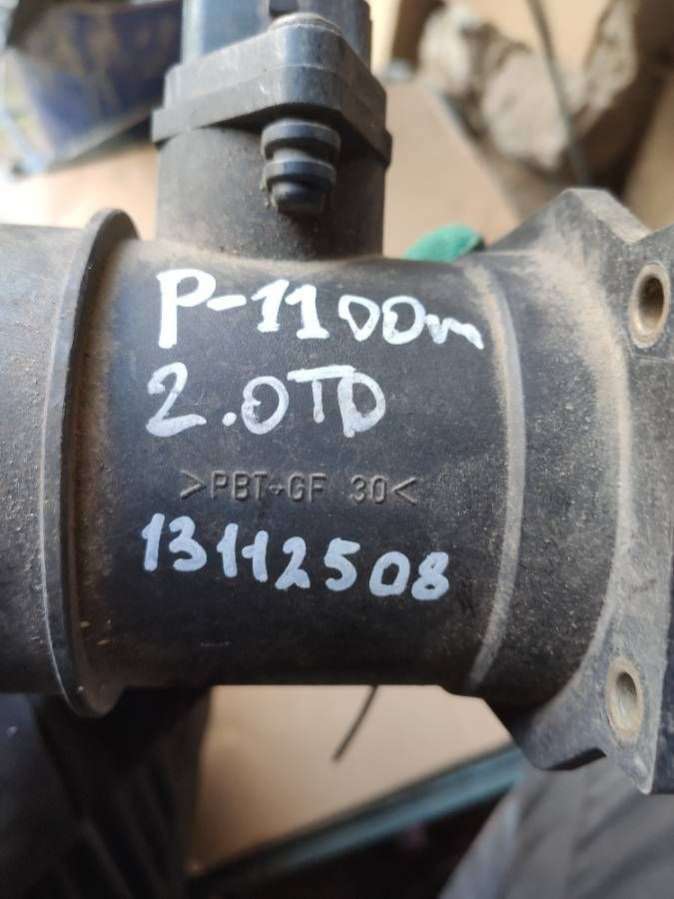 P-1100m
2.0TD
>PBT+GF 30<
13112508